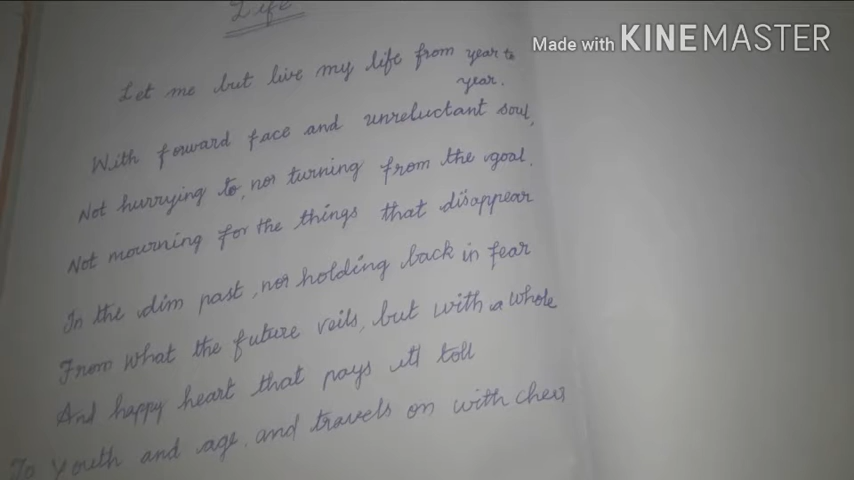 Life
Made with KINEMASTER
Let me but live my life from year to
year.
With forward face and unreluctant soul,
Not hurrying to, nor turning from the goal.
Not mourning for the things that disappear
In the dim past, nor holding back in fear
From what the future veils, but with a whole
And happy heart that pays its toll
To Youth and age, and travels on with cheer